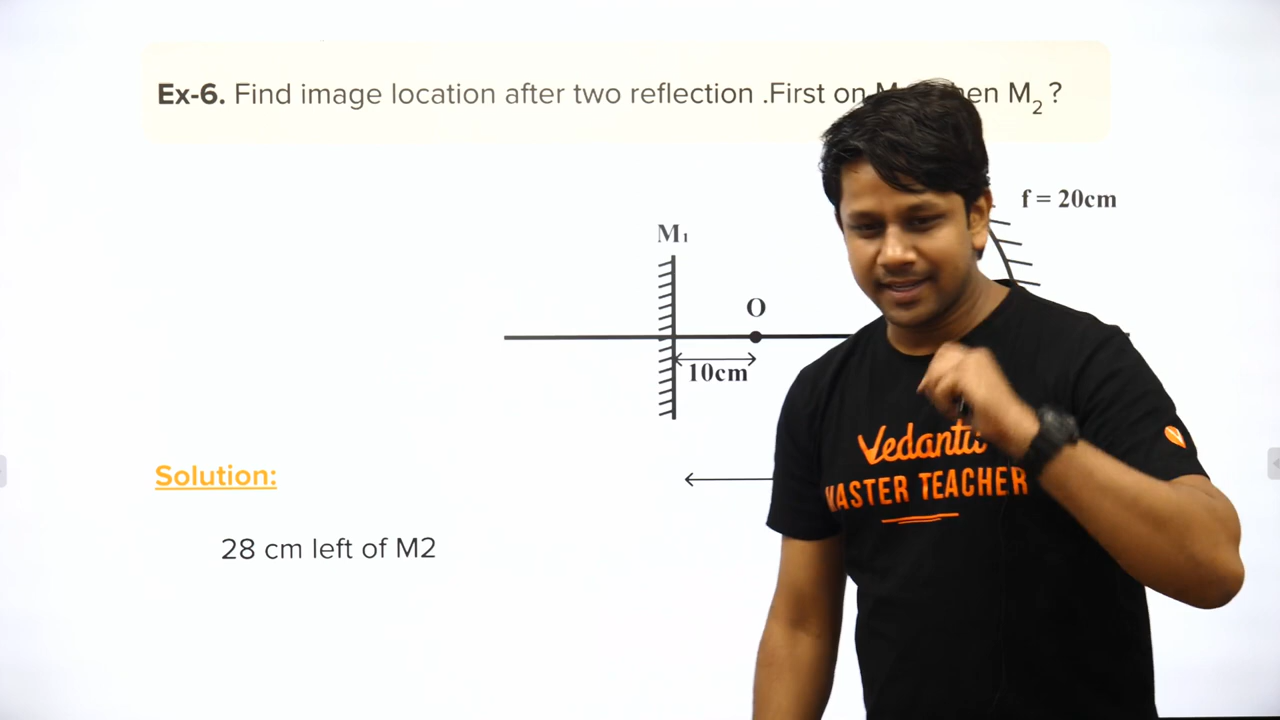 Ex-6. Find image location after two reflection .First on M₂?
f = 20cm
M₁
O
10cm
Solution:
28 cm left of M2
Vedantu
MASTER TEACHER